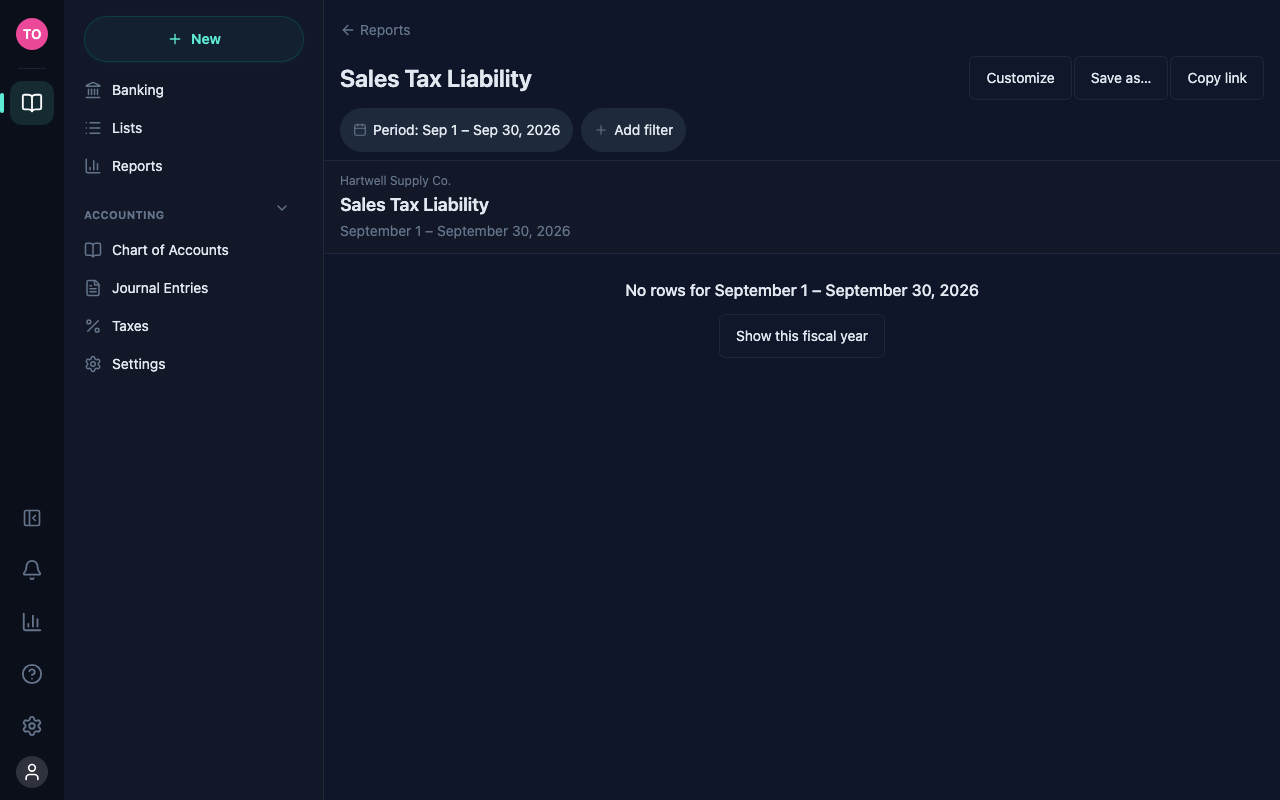 TO
New
Banking
Lists
Reports
ACCOUNTING
Chart of Accounts
Journal Entries
Taxes
Settings
Reports
Sales Tax Liability
Customize
Save as...
Copy link
Period: Sep 1 – Sep 30, 2026
Add filter
Hartwell Supply Co.
Sales Tax Liability
September 1 – September 30, 2026
No rows for September 1 – September 30, 2026
Show this fiscal year